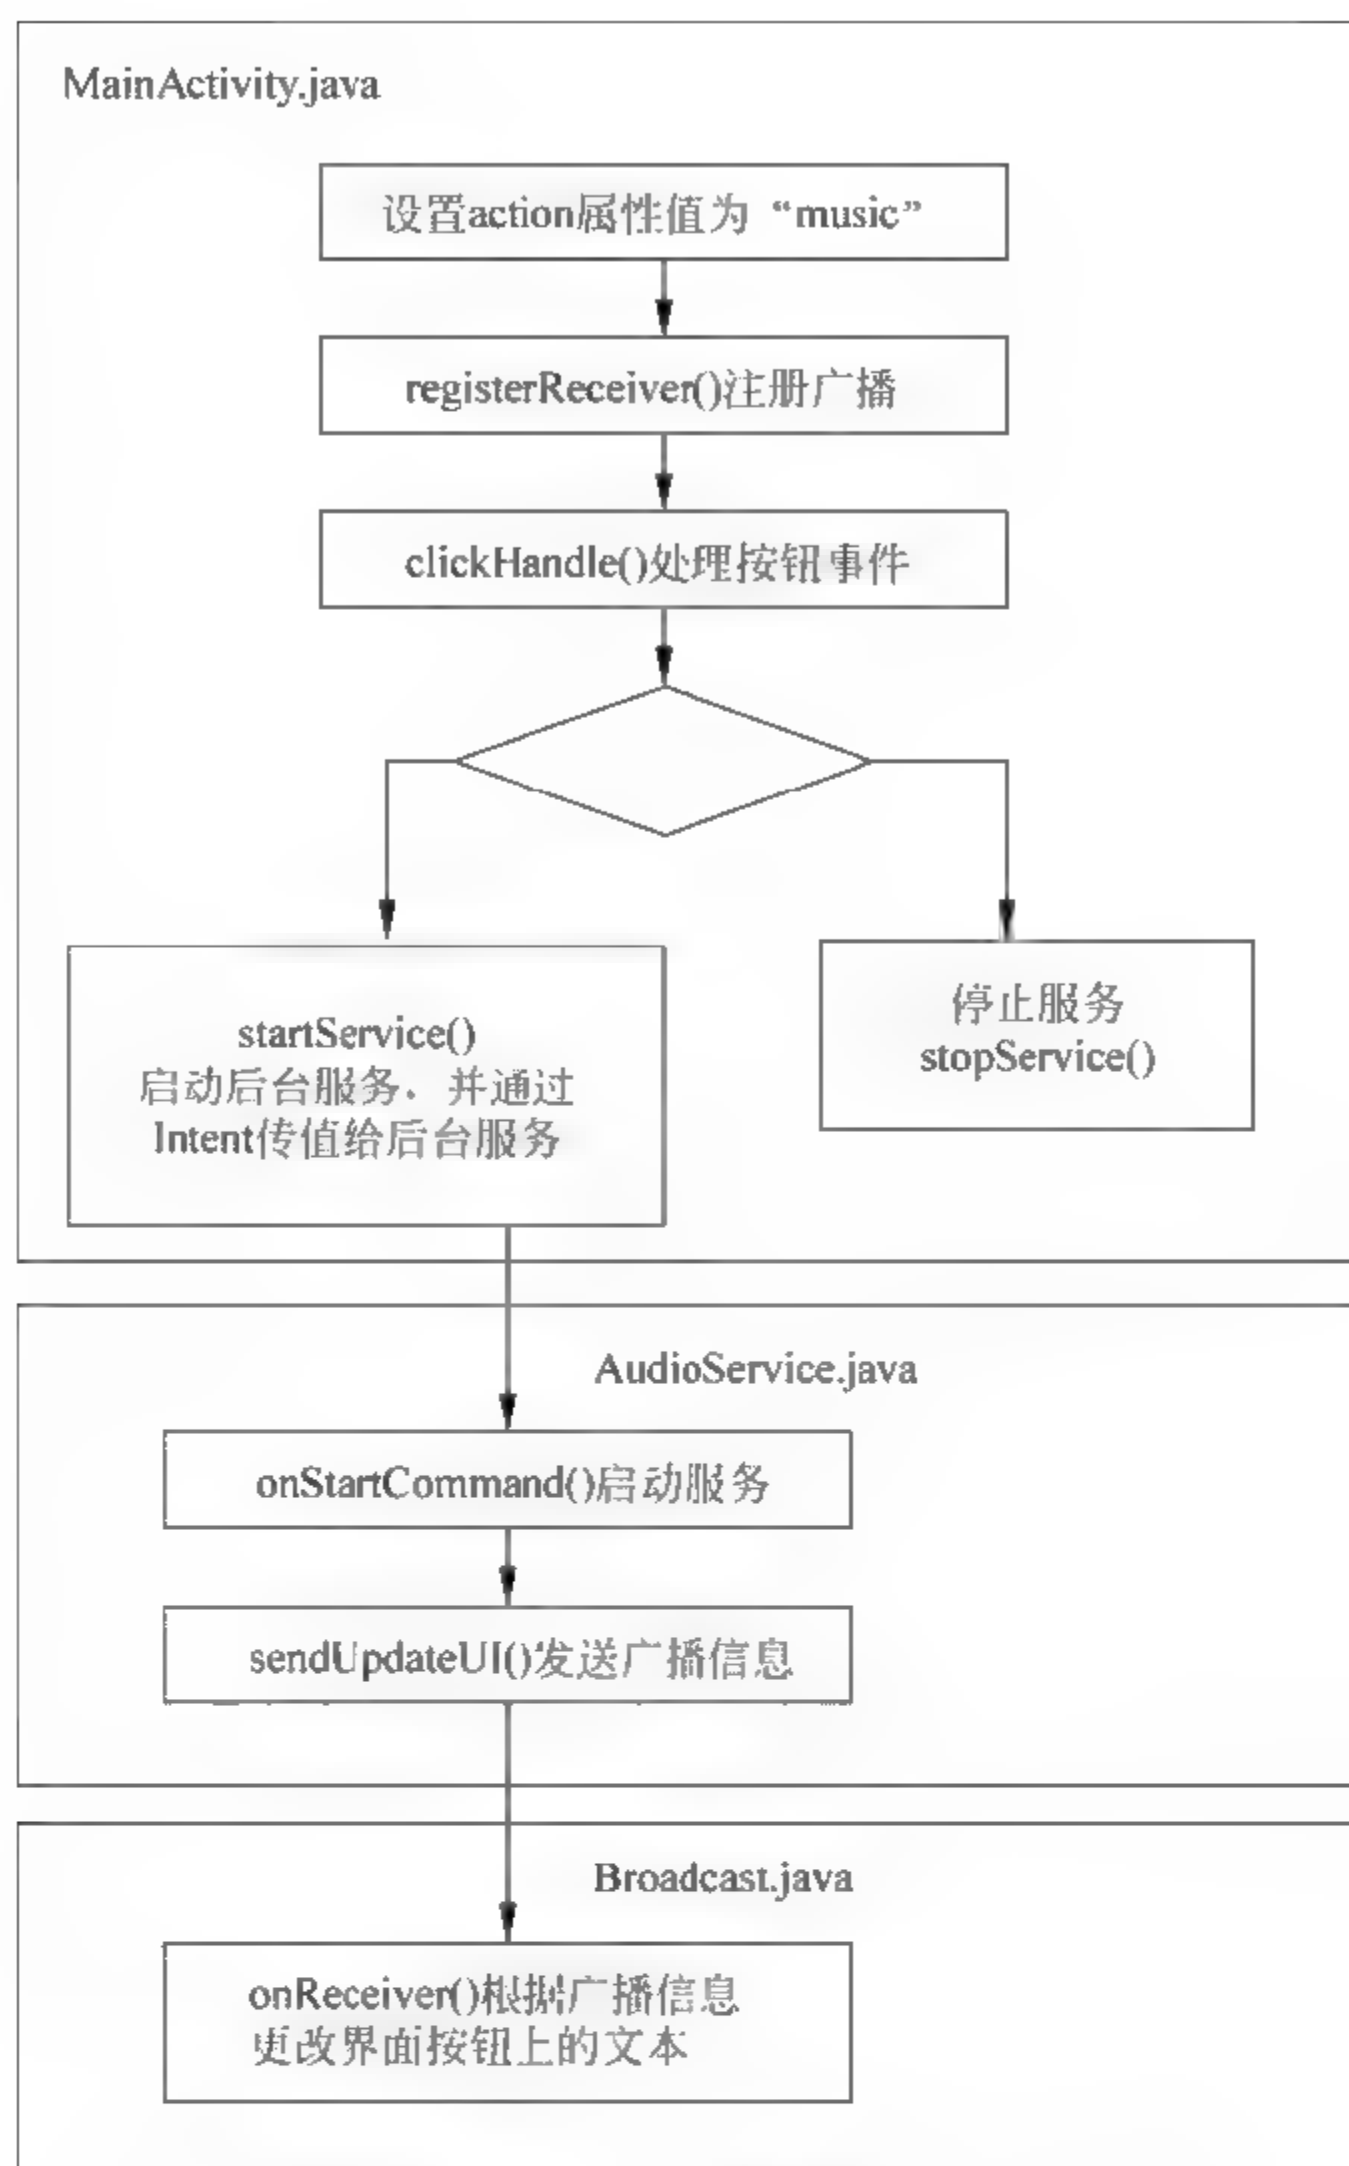 MainActivity.java
设置action属性值为“music”
registerReceiver()注册广播
clickHandle()处理按钮事件
startService()
启动后台服务，并通过
Intent传值给后台服务
停止服务
stopService()
AudioService.java
onStartCommand()启动服务
sendUpdateUI()发送广播信息
Broadcast.java
onReceiver()根据广播信息
更改界面按钮上的文本